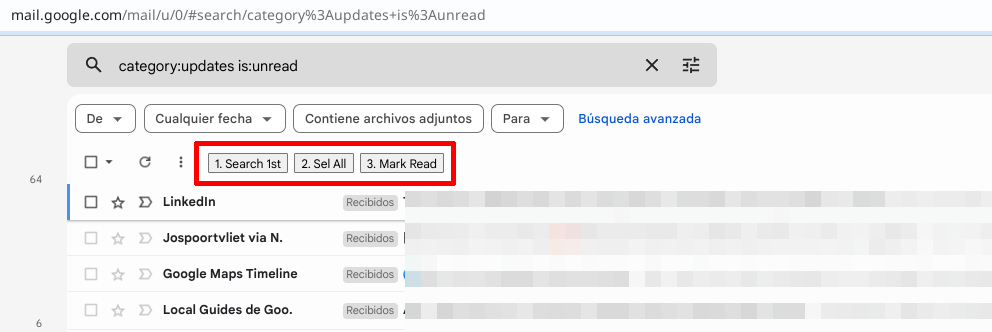 mail.google.com/mail/u/0/#search/category%3Aupdates+is%3Aunread
category:updates is:unread
De Cualquier fecha Contiene archivos adjuntos Para Búsqueda avanzada
1. Search 1st 2. Sel All 3. Mark Read
64
LinkedIn Recibidos
Jospoortvliet via N. Recibidos
Google Maps Timeline Recibidos
Local Guides de Goo. Recibidos
6